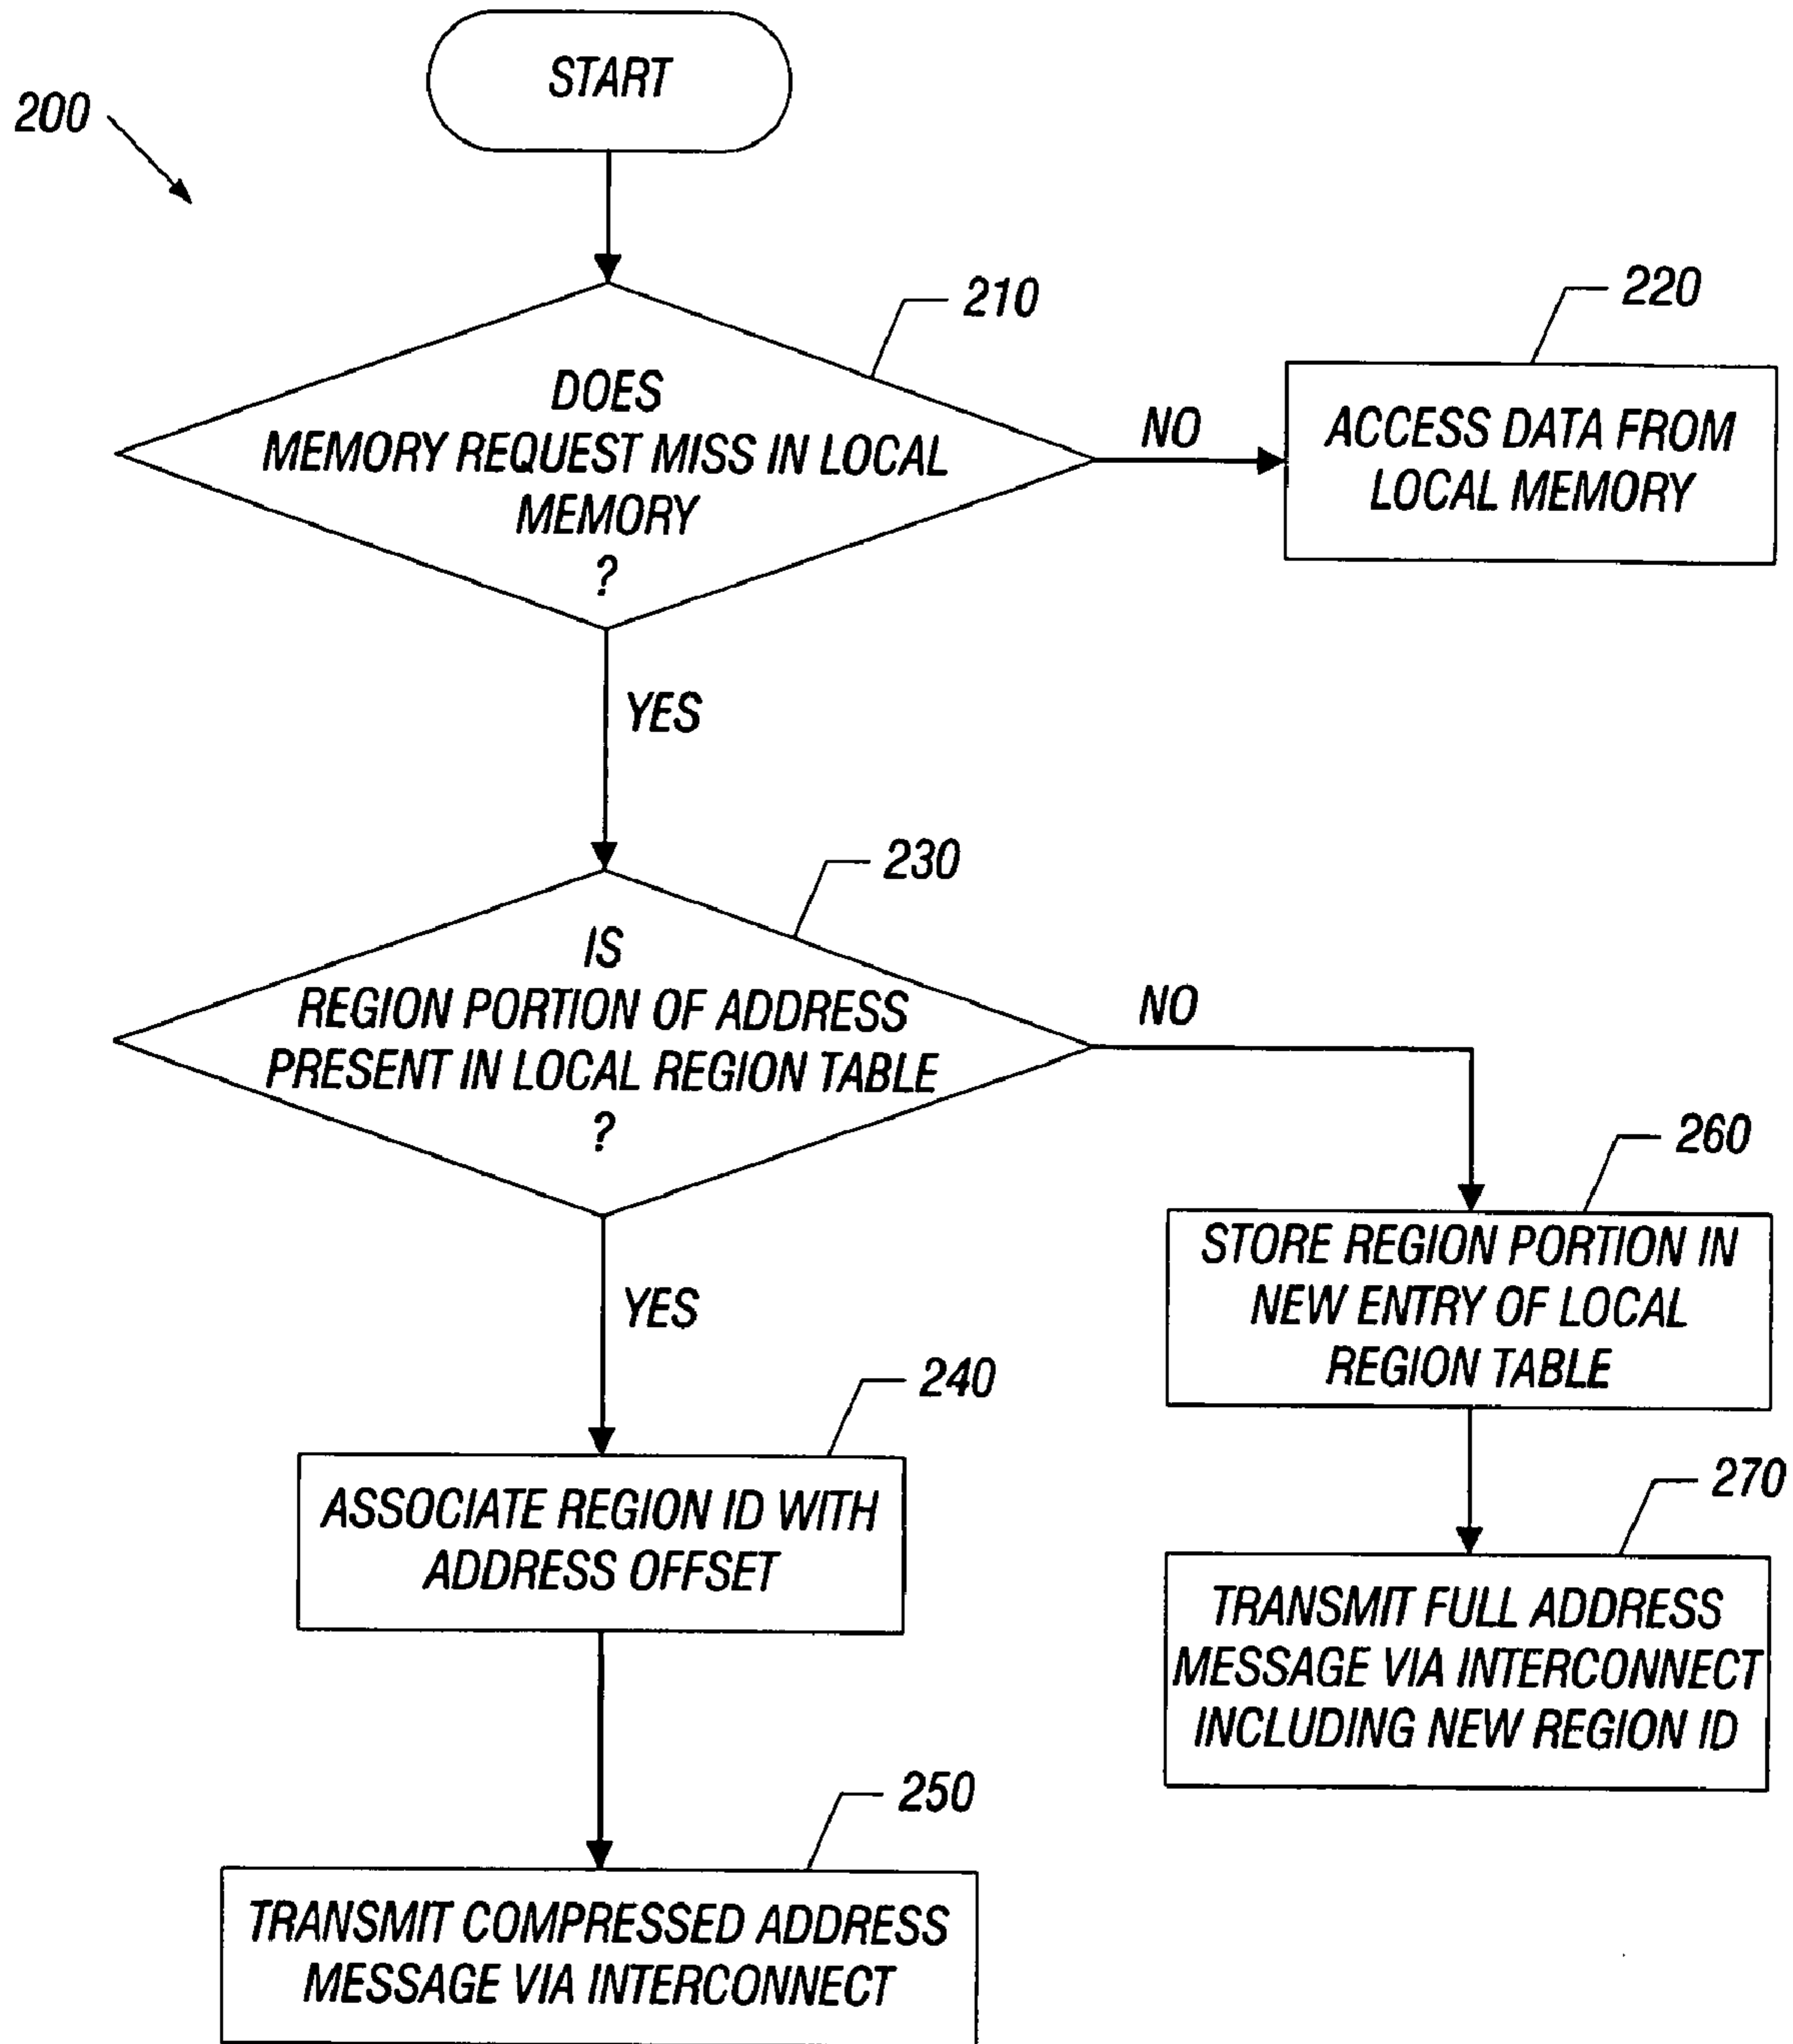 START
200
210
DOES
MEMORY REQUEST MISS IN LOCAL
MEMORY
?
NO
220
ACCESS DATA FROM
LOCAL MEMORY
YES
230
IS
REGION PORTION OF ADDRESS
PRESENT IN LOCAL REGION TABLE
?
NO
260
STORE REGION PORTION IN
NEW ENTRY OF LOCAL
REGION TABLE
YES
240
ASSOCIATE REGION ID WITH
ADDRESS OFFSET
270
TRANSMIT FULL ADDRESS
MESSAGE VIA INTERCONNECT
INCLUDING NEW REGION ID
250
TRANSMIT COMPRESSED ADDRESS
MESSAGE VIA INTERCONNECT